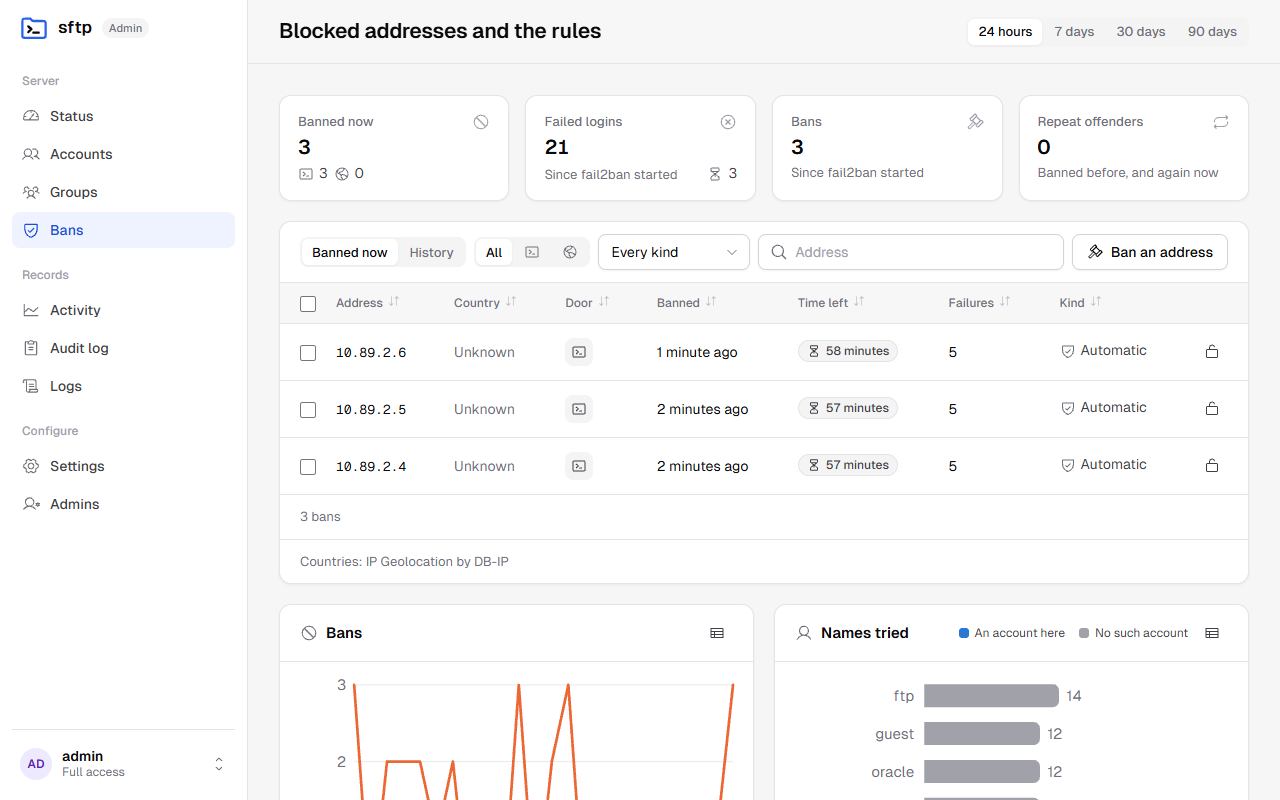 sftp Admin
Server
Status
Accounts
Groups
Bans
Records
Activity
Audit log
Logs
Configure
Settings
Admins
AD admin
Full access
Blocked addresses and the rules
24 hours 7 days 30 days 90 days
Banned now
3
3 0
Failed logins
21
Since fail2ban started 3
Bans
3
Since fail2ban started
Repeat offenders
0
Banned before, and again now
Banned now History All Every kind Address Ban an address
Address Country Door Banned Time left Failures Kind
10.89.2.6 Unknown 1 minute ago 58 minutes 5 Automatic
10.89.2.5 Unknown 2 minutes ago 57 minutes 5 Automatic
10.89.2.4 Unknown 2 minutes ago 57 minutes 5 Automatic
3 bans
Countries: IP Geolocation by DB-IP
Bans
3
2
Names tried An account here No such account
ftp 14
guest 12
oracle 12